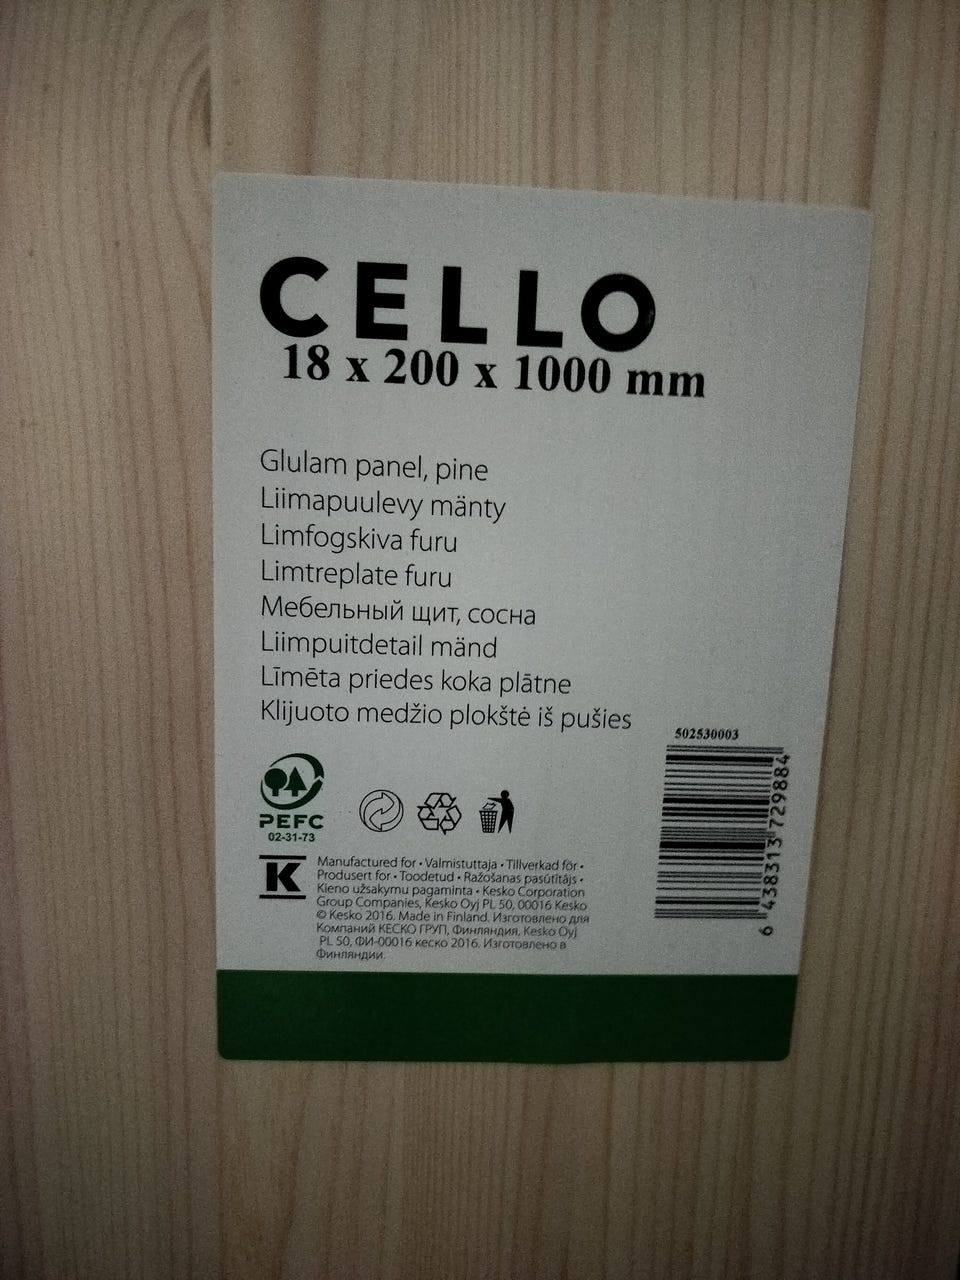 CELLO
18 x 200 x 1000 mm
Glulam panel, pine
Liimapuulevy mänty
Limfogskiva furu
Limtreplate furu
Мебельный щит, сосна
Liimpuitdetail mänd
Līmēta priedes koka plātne
Klijuoto medžio plokštė iš pušies
502530003
6 438313 729884
PEFC
02-31-73
K
Manufactured for • Valmistuttaja • Tillverkad för •
Produsert for • Toodetud • Ražošanas pasūtītājs •
Kieno užsakymu pagaminta • Kesko Corporation
Group Companies, Kesko Oyj PL 50, 00016 Kesko
© Kesko 2016. Made in Finland. Изготовлено для
Компаний КЕСКО ГРУП, Финляндия, Kesko Oyj
PL 50, ФИ-00016 кеско 2016. Изготовлено в
Финляндии.